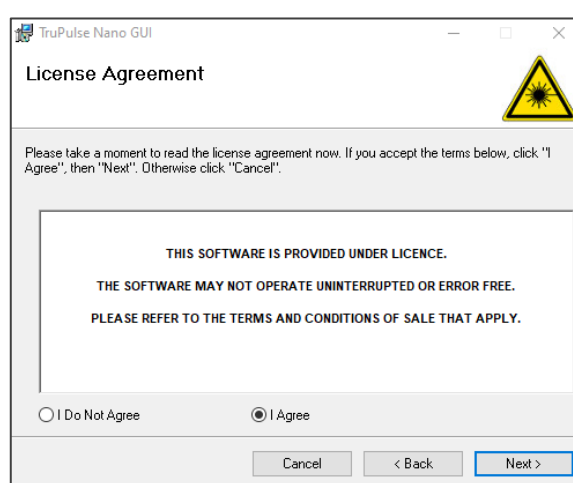 TruPulse Nano GUI
License Agreement
Please take a moment to read the license agreement now. If you accept the terms below, click "I
Agree", then "Next". Otherwise click "Cancel".
THIS SOFTWARE IS PROVIDED UNDER LICENCE.
THE SOFTWARE MAY NOT OPERATE UNINTERRUPTED OR ERROR FREE.
PLEASE REFER TO THE TERMS AND CONDITIONS OF SALE THAT APPLY.
I Do Not Agree I Agree
Cancel < Back Next >